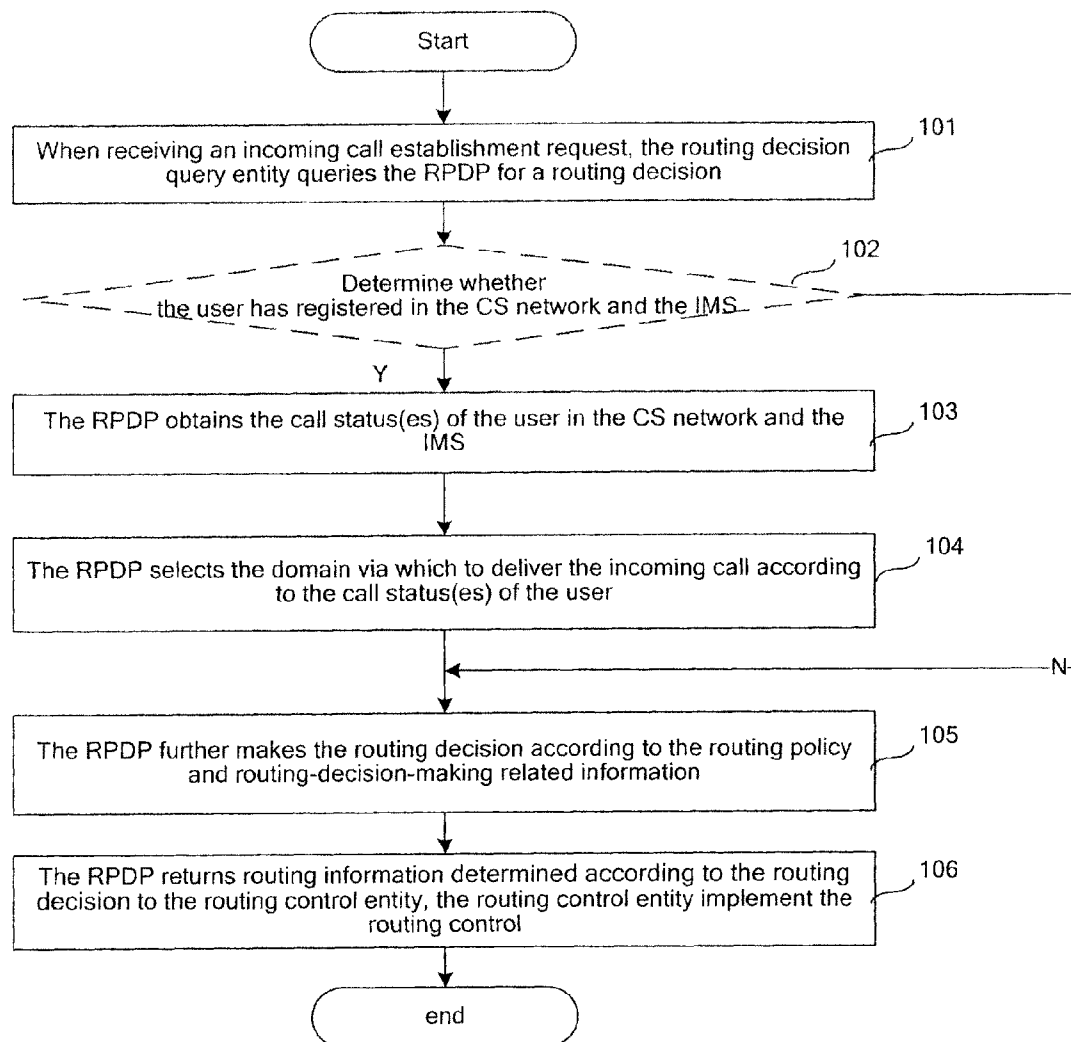 Start
101
When receiving an incoming call establishment request, the routing decision
query entity queries the RPDP for a routing decision
102
Determine whether
the user has registered in the CS network and the IMS
Y
103
The RPDP obtains the call status(es) of the user in the CS network and the
IMS
104
The RPDP selects the domain via which to deliver the incoming call according
to the call status(es) of the user
N
105
The RPDP further makes the routing decision according to the routing policy
and routing-decision-making related information
106
The RPDP returns routing information determined according to the routing
decision to the routing control entity, the routing control entity implement the
routing control
end